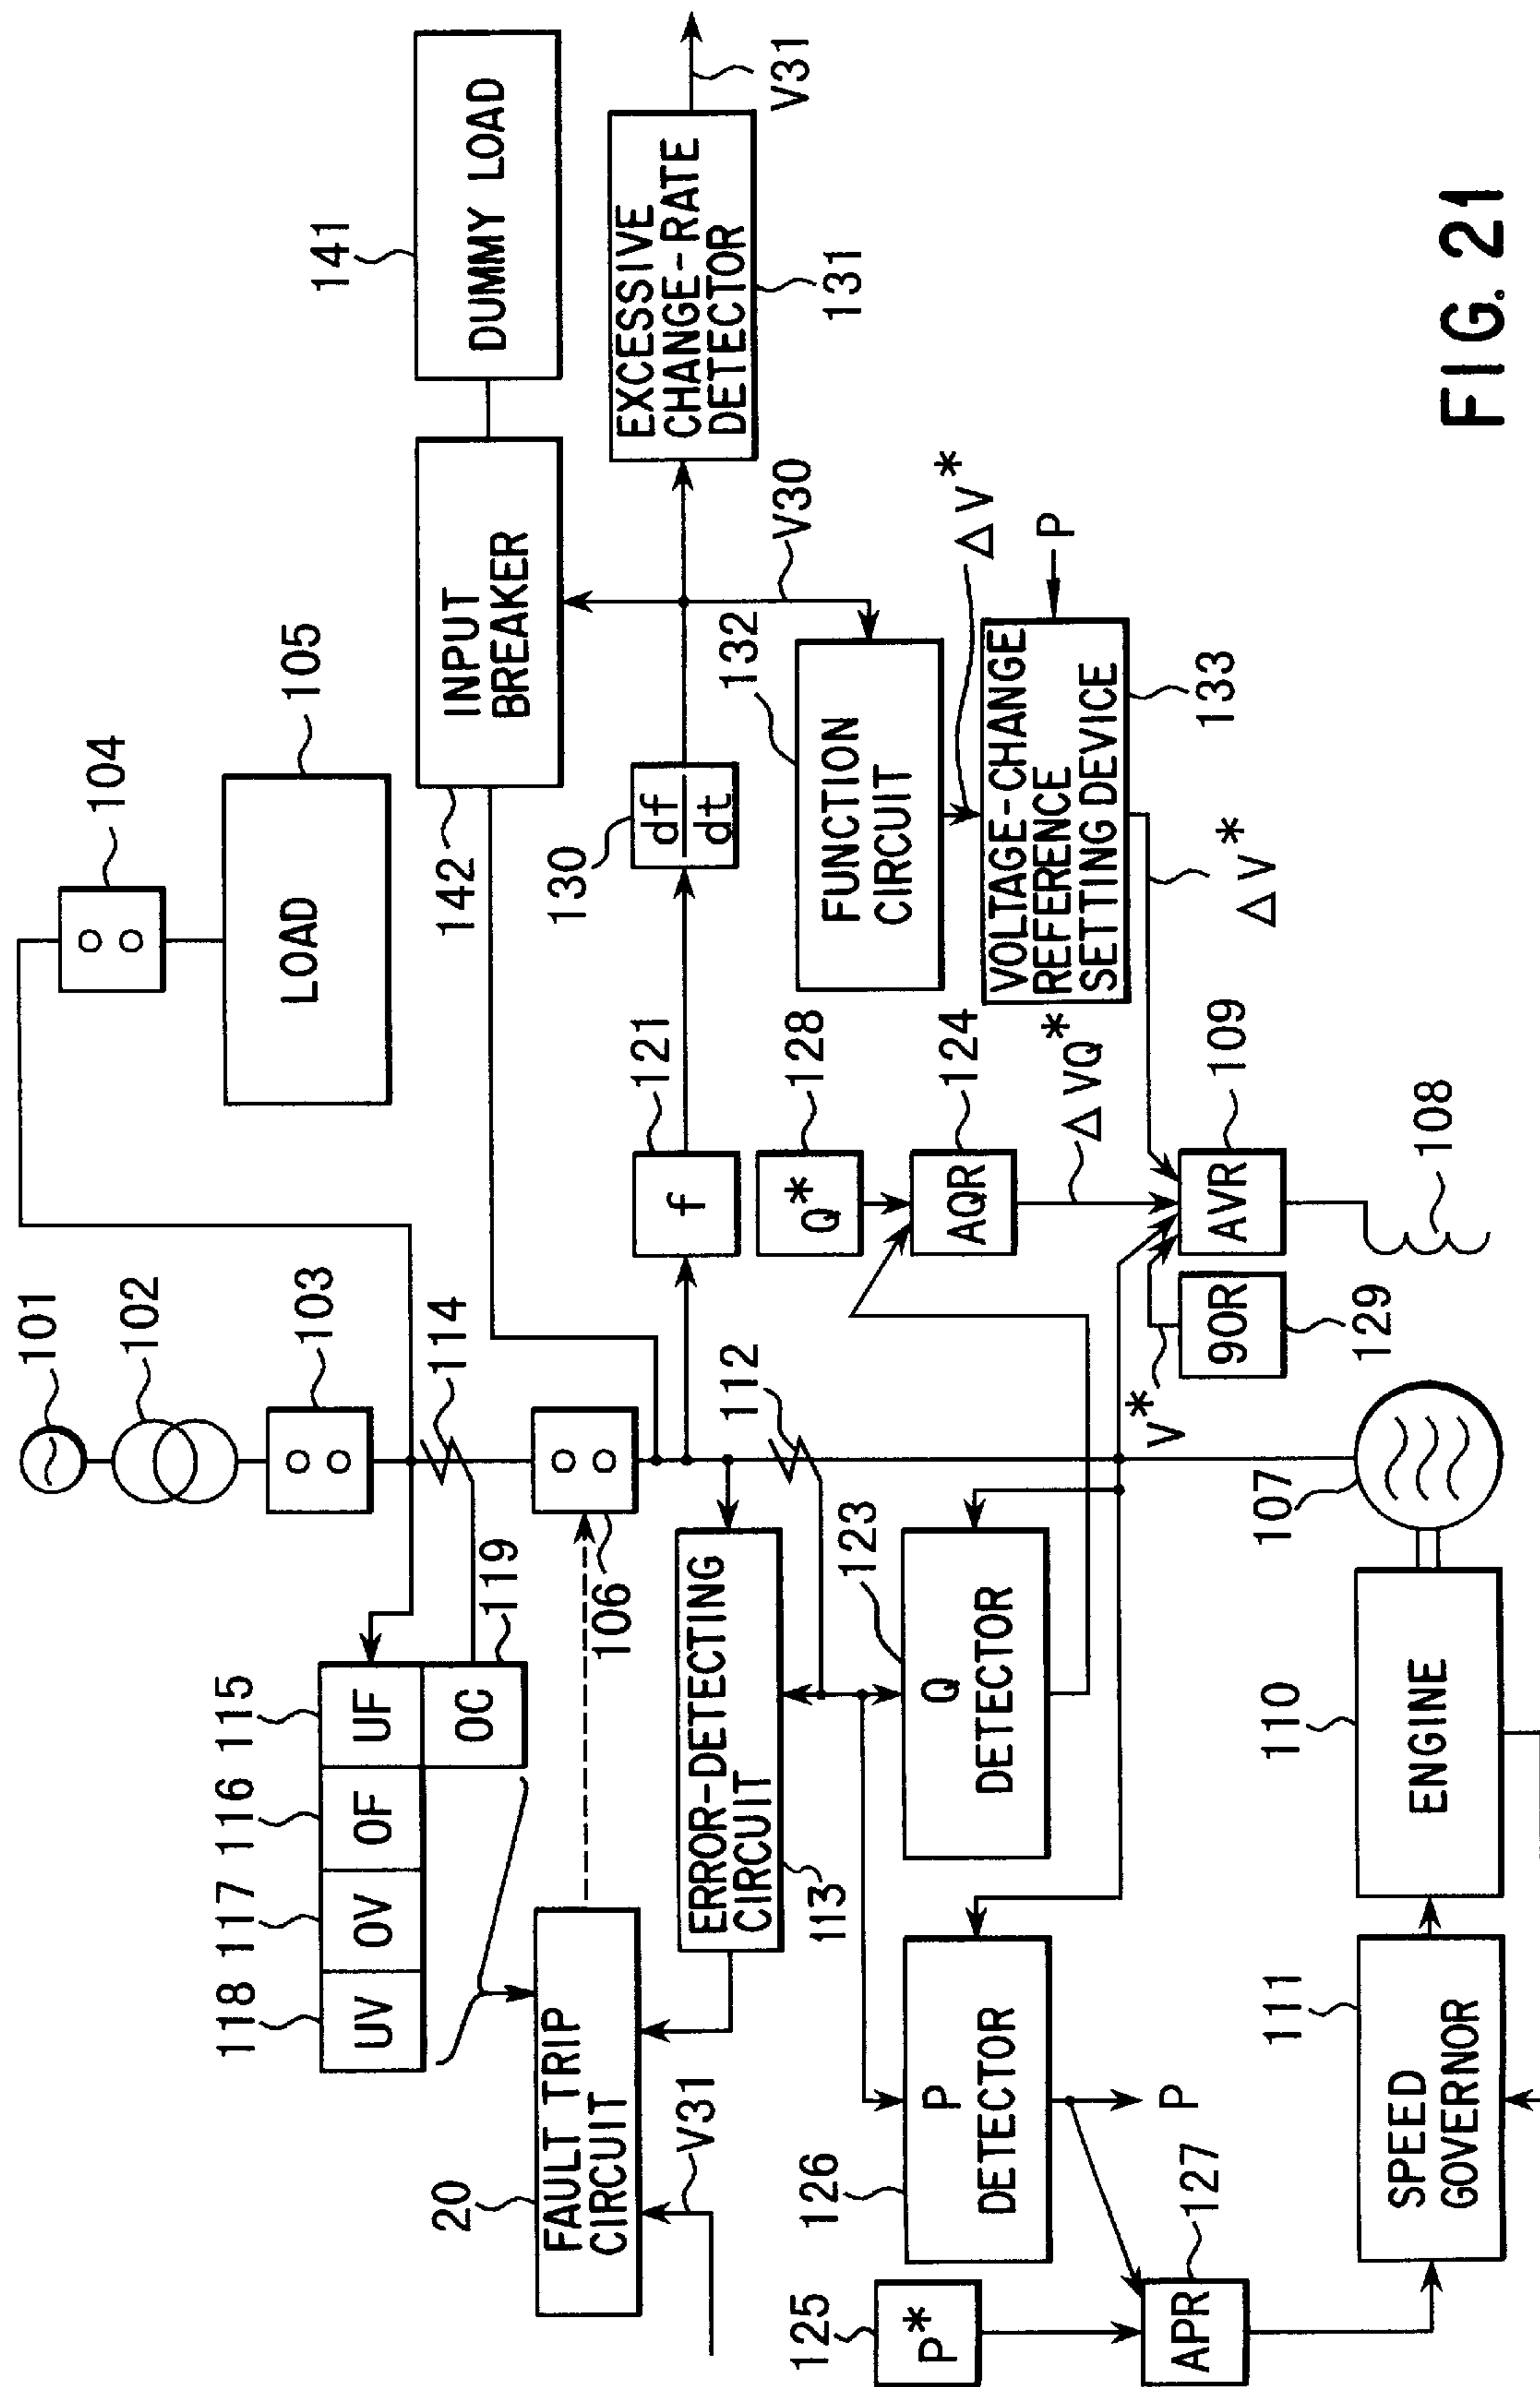 101
102
103
114
104
105
LOAD
118
117
116
115
UV
OV
OF
UF
OC
119
141
DUMMY LOAD
142
INPUT
BREAKER
20
FAULT TRIP
CIRCUIT
V31
106
ERROR-DETECTING
CIRCUIT
113
112
121
f
130
df
dt
EXCESSIVE
CHANGE-RATE
DETECTOR
131
V31
V30
128
Q*
132
FUNCTION
CIRCUIT
△V*
125
P*
126
P
DETECTOR
P
123
Q
DETECTOR
124
AQR
△VQ*
VOLTAGE-CHANGE
REFERENCE
SETTING DEVICE
P
133
△V*
127
APR
V*
90R
129
109
AVR
108
111
SPEED
GOVERNOR
110
ENGINE
107
FIG. 21